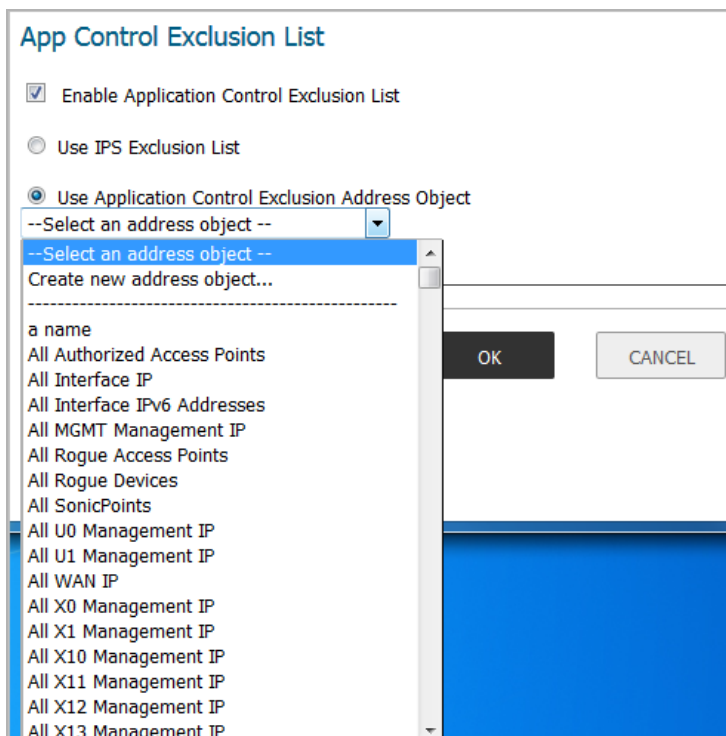 App Control Exclusion List
Enable Application Control Exclusion List
Use IPS Exclusion List
Use Application Control Exclusion Address Object
--Select an address object --
--Select an address object --
Create new address object...
--------------------------------------------------
a name
All Authorized Access Points
All Interface IP
All Interface IPv6 Addresses
All MGMT Management IP
All Rogue Access Points
All Rogue Devices
All SonicPoints
All U0 Management IP
All U1 Management IP
All WAN IP
All X0 Management IP
All X1 Management IP
All X10 Management IP
All X11 Management IP
All X12 Management IP
All X13 Management IP
OK
CANCEL